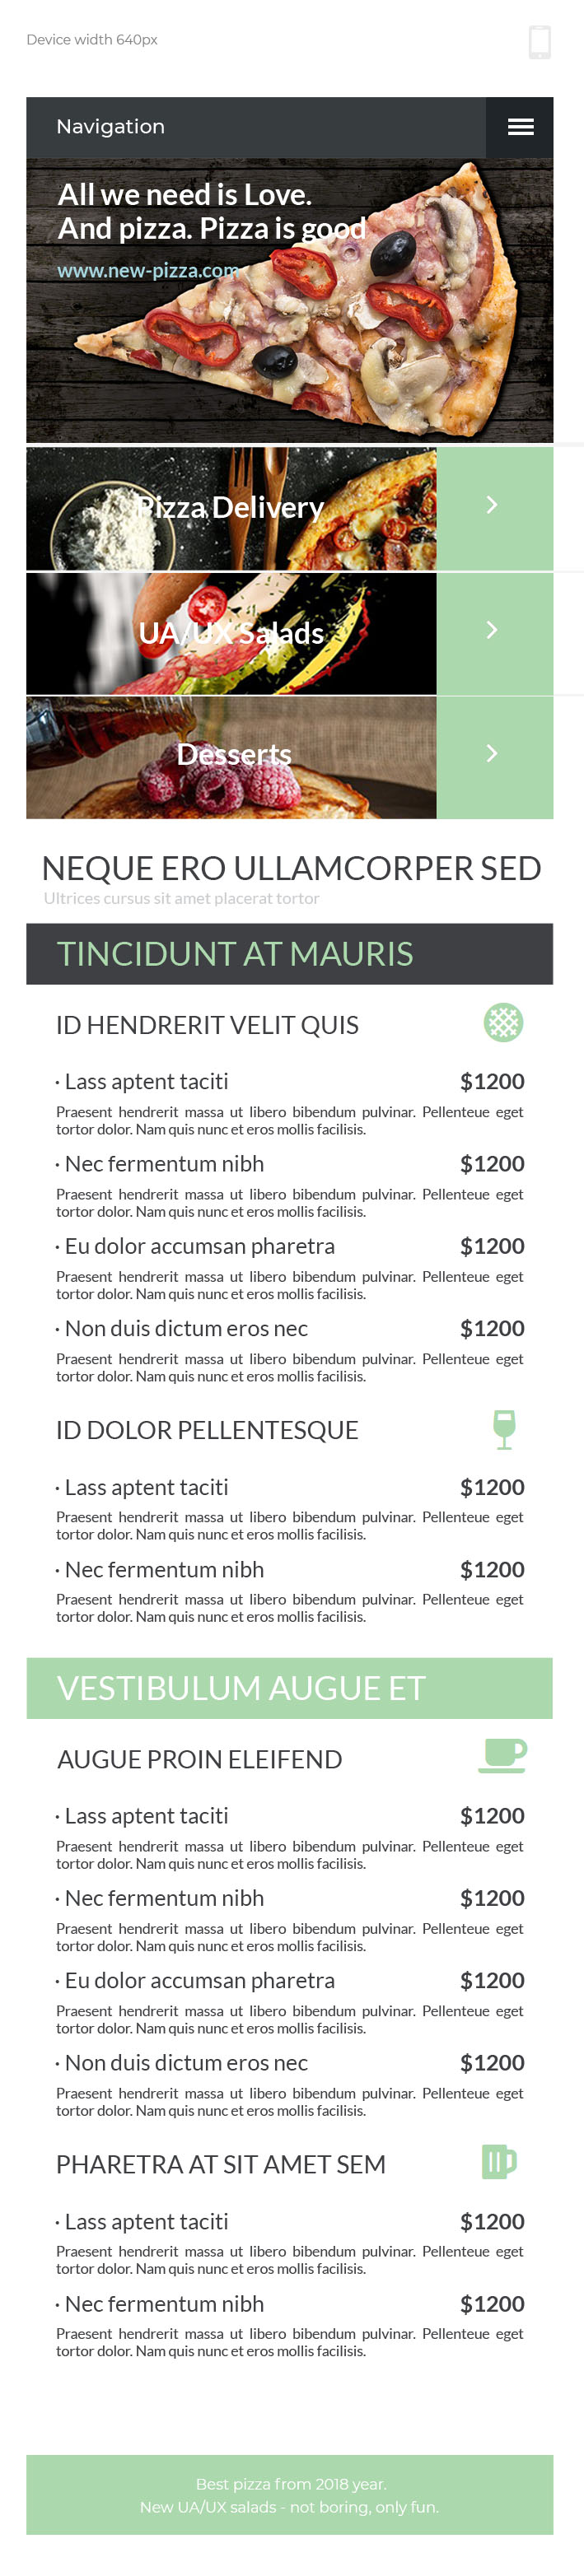 Device width 640px
Navigation
All we need is Love.
And pizza. Pizza is good
www.new-pizza.com
Pizza Delivery
UA/UX Salads
Desserts
NEQUE ERO ULLAMCORPER SED
Ultrices cursus sit amet placerat tortor
TINCIDUNT AT MAURIS
ID HENDRERIT VELIT QUIS
· Lass aptent taciti $1200
Praesent hendrerit massa ut libero bibendum pulvinar. Pellenteue eget
tortor dolor. Nam quis nunc et eros mollis facilisis.
· Nec fermentum nibh $1200
Praesent hendrerit massa ut libero bibendum pulvinar. Pellenteue eget
tortor dolor. Nam quis nunc et eros mollis facilisis.
· Eu dolor accumsan pharetra $1200
Praesent hendrerit massa ut libero bibendum pulvinar. Pellenteue eget
tortor dolor. Nam quis nunc et eros mollis facilisis.
· Non duis dictum eros nec $1200
Praesent hendrerit massa ut libero bibendum pulvinar. Pellenteue eget
tortor dolor. Nam quis nunc et eros mollis facilisis.
ID DOLOR PELLENTESQUE
· Lass aptent taciti $1200
Praesent hendrerit massa ut libero bibendum pulvinar. Pellenteue eget
tortor dolor. Nam quis nunc et eros mollis facilisis.
· Nec fermentum nibh $1200
Praesent hendrerit massa ut libero bibendum pulvinar. Pellenteue eget
tortor dolor. Nam quis nunc et eros mollis facilisis.
VESTIBULUM AUGUE ET
AUGUE PROIN ELEIFEND
· Lass aptent taciti $1200
Praesent hendrerit massa ut libero bibendum pulvinar. Pellenteue eget
tortor dolor. Nam quis nunc et eros mollis facilisis.
· Nec fermentum nibh $1200
Praesent hendrerit massa ut libero bibendum pulvinar. Pellenteue eget
tortor dolor. Nam quis nunc et eros mollis facilisis.
· Eu dolor accumsan pharetra $1200
Praesent hendrerit massa ut libero bibendum pulvinar. Pellenteue eget
tortor dolor. Nam quis nunc et eros mollis facilisis.
· Non duis dictum eros nec $1200
Praesent hendrerit massa ut libero bibendum pulvinar. Pellenteue eget
tortor dolor. Nam quis nunc et eros mollis facilisis.
PHARETRA AT SIT AMET SEM
· Lass aptent taciti $1200
Praesent hendrerit massa ut libero bibendum pulvinar. Pellenteue eget
tortor dolor. Nam quis nunc et eros mollis facilisis.
· Nec fermentum nibh $1200
Praesent hendrerit massa ut libero bibendum pulvinar. Pellenteue eget
tortor dolor. Nam quis nunc et eros mollis facilisis.
Best pizza from 2018 year.
New UA/UX salads - not boring, only fun.